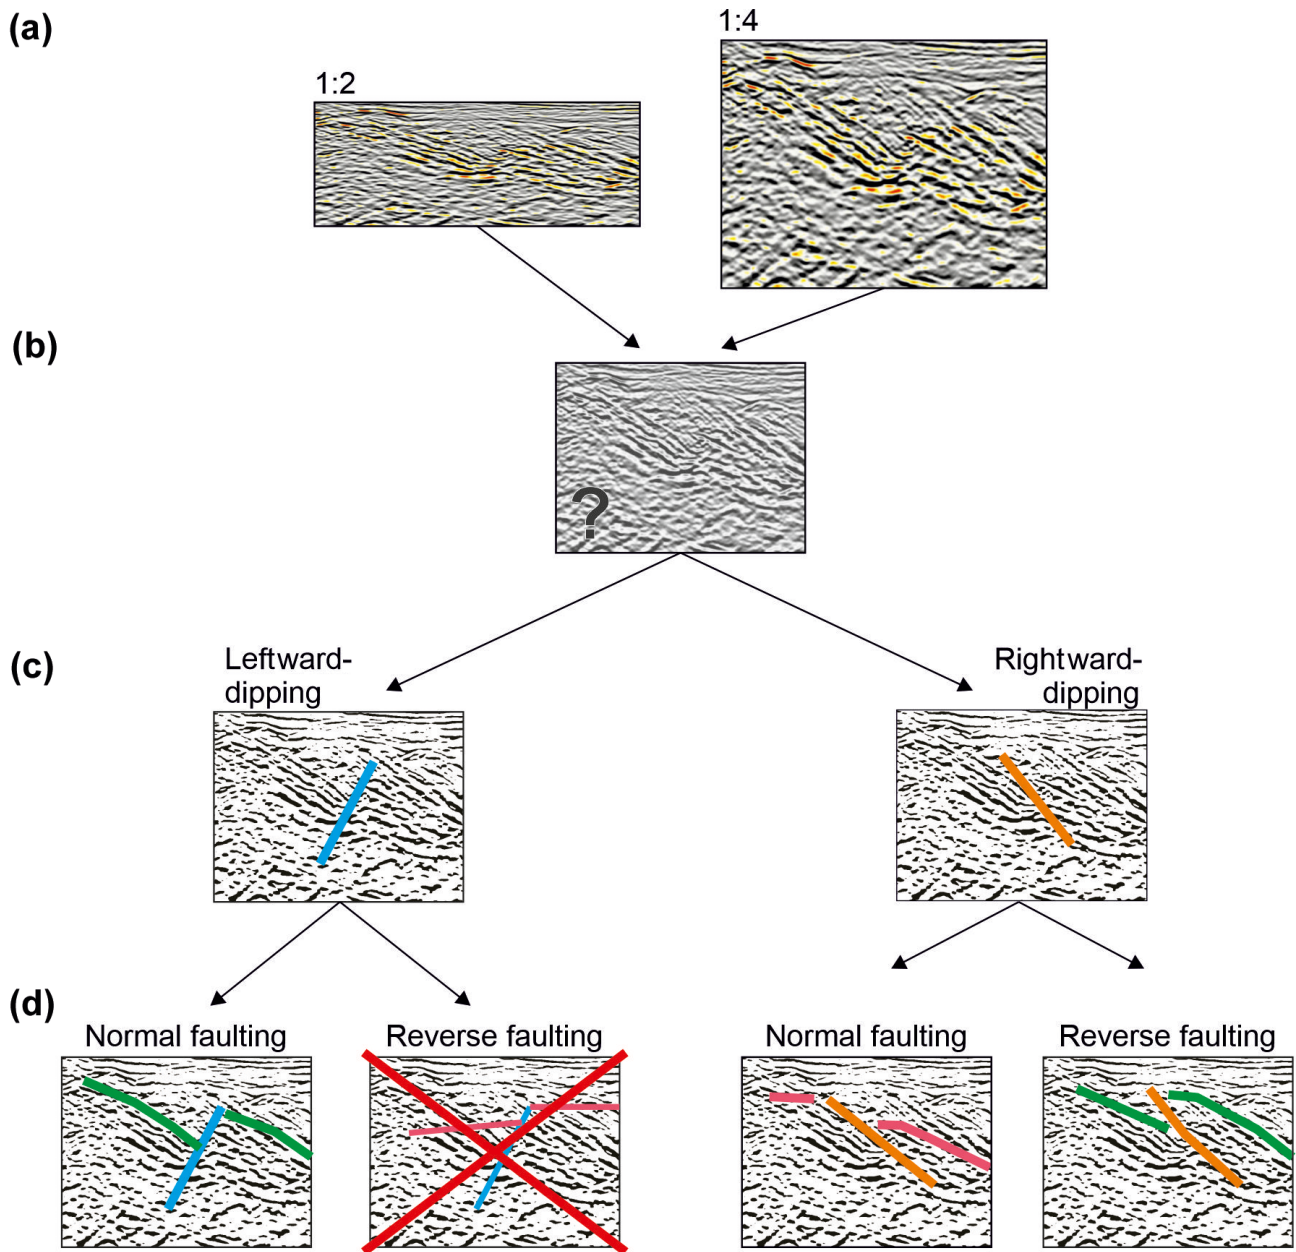 (a)
1:2
1:4
(b)
?
(c)
Leftward-
dipping
Rightward-
dipping
(d)
Normal faulting
Reverse faulting
Normal faulting
Reverse faulting